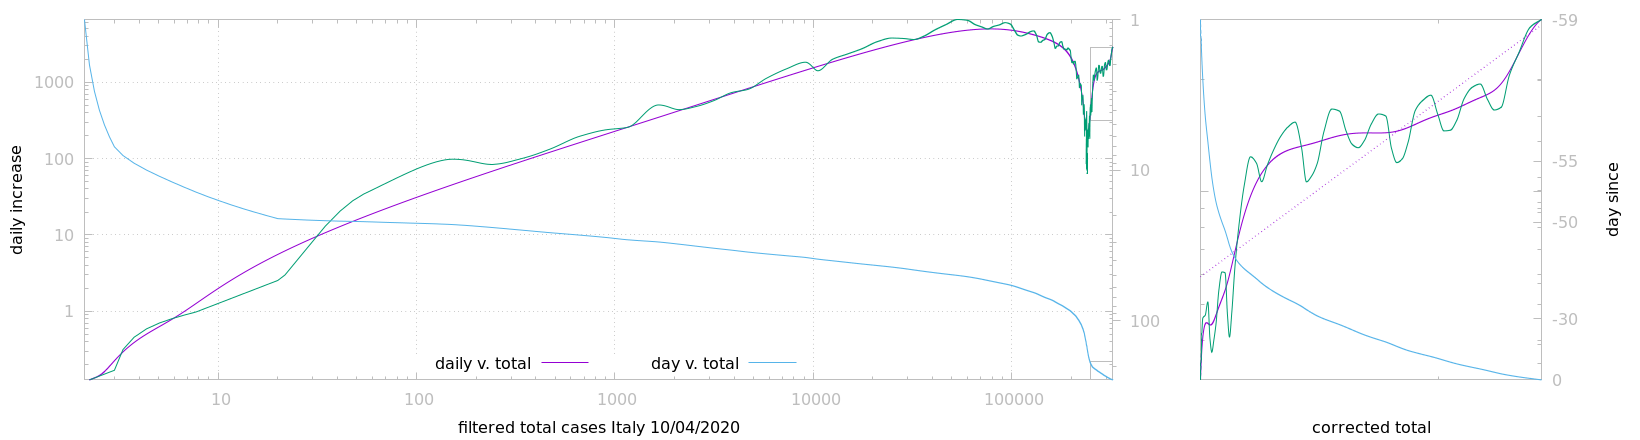 daily increase
1000
100
10
1
10
100
1000
10000
100000
filtered total cases Italy 10/04/2020
daily v. total
day v. total
1
10
100
-59
-55
-50
-30
0
day since
corrected total